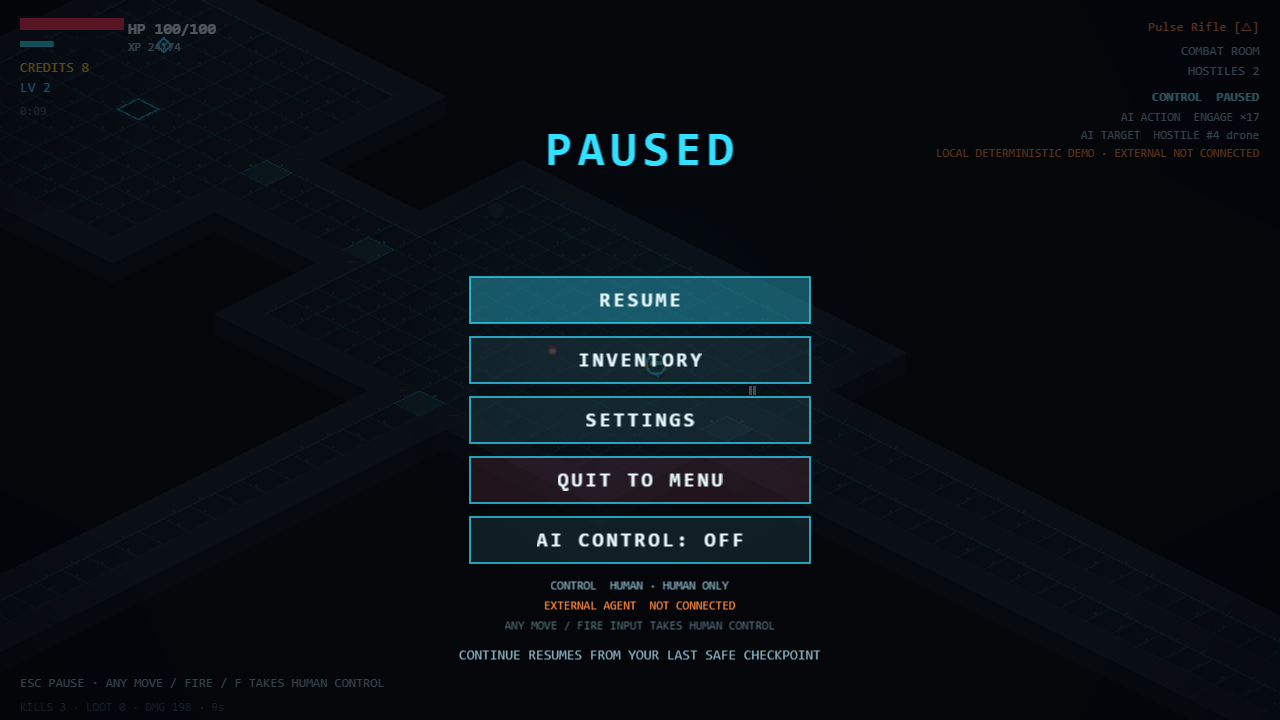 HP 100/100
XP 24/74
CREDITS 8
LV 2
0:09
Pulse Rifle [△]
COMBAT ROOM
HOSTILES 2
CONTROL PAUSED
AI ACTION ENGAGE ×17
AI TARGET HOSTILE #4 drone
LOCAL DETERMINISTIC DEMO · EXTERNAL NOT CONNECTED
PAUSED
RESUME
INVENTORY
SETTINGS
QUIT TO MENU
AI CONTROL: OFF
CONTROL HUMAN · HUMAN ONLY
EXTERNAL AGENT NOT CONNECTED
ANY MOVE / FIRE INPUT TAKES HUMAN CONTROL
CONTINUE RESUMES FROM YOUR LAST SAFE CHECKPOINT
ESC PAUSE · ANY MOVE / FIRE / F TAKES HUMAN CONTROL
KILLS 3 · LOOT 0 · DMG 198 · 9s